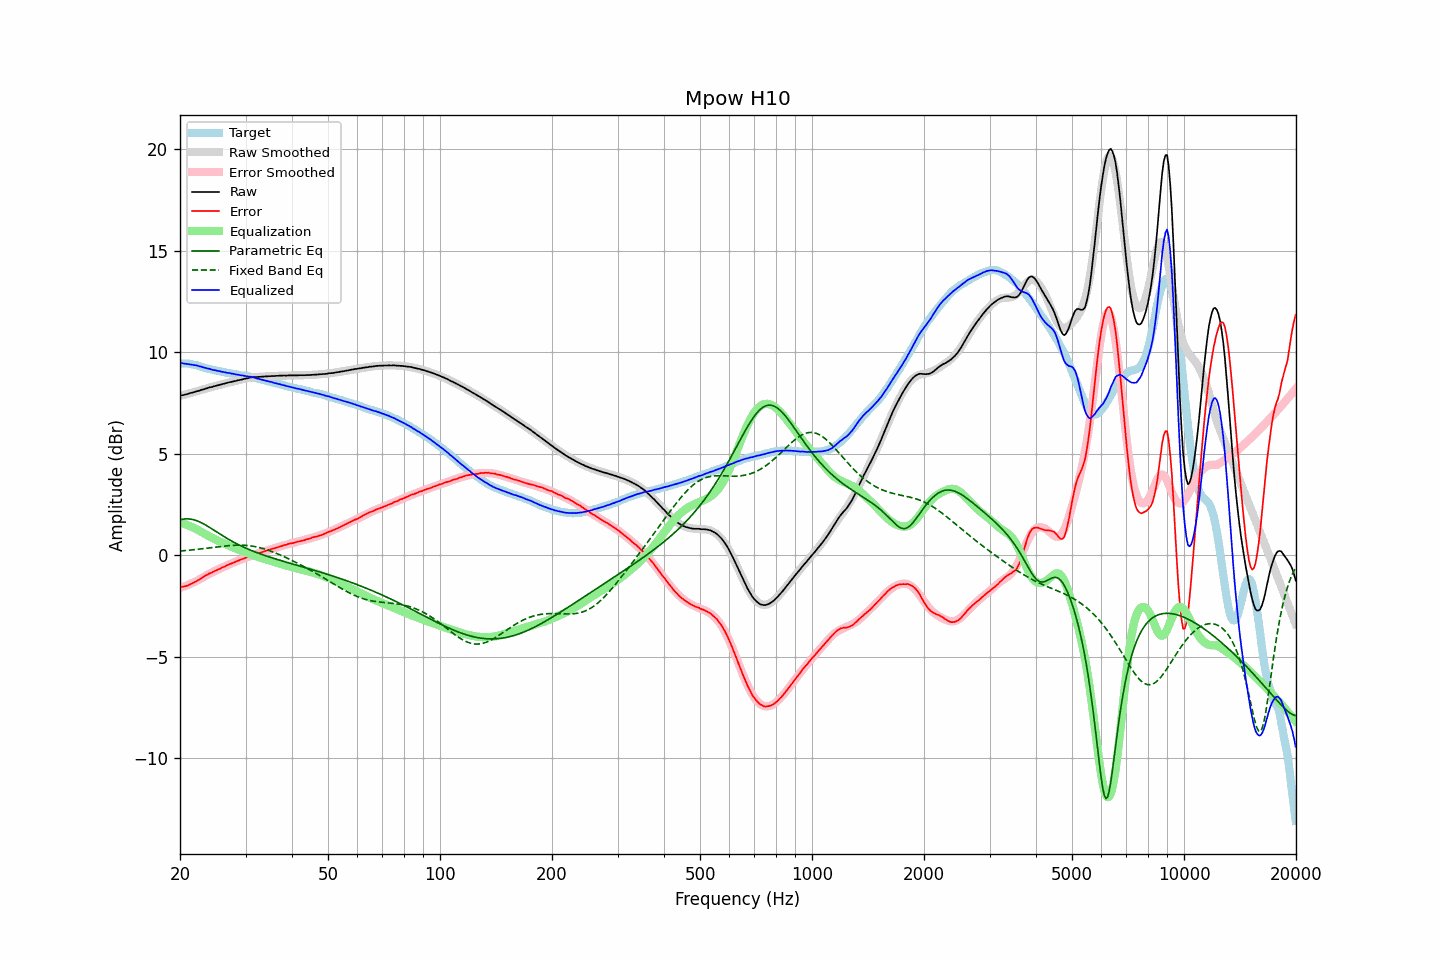 Mpow H10
Target
Raw Smoothed
Error Smoothed
Raw
Error
Equalization
Parametric Eq
Fixed Band Eq
Equalized
20
15
10
5
0
−5
−10
Amplitude (dBr)
20 50 100 200 500 1000 2000 5000 10000 20000
Frequency (Hz)